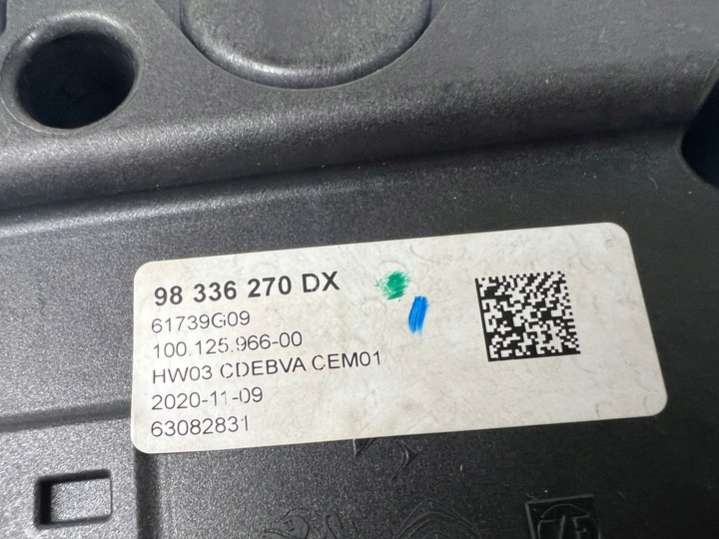 98 336 270 DX
61739G09
100.125.966-00
HW03 CDEBVA CEM01
2020-11-09
63082831